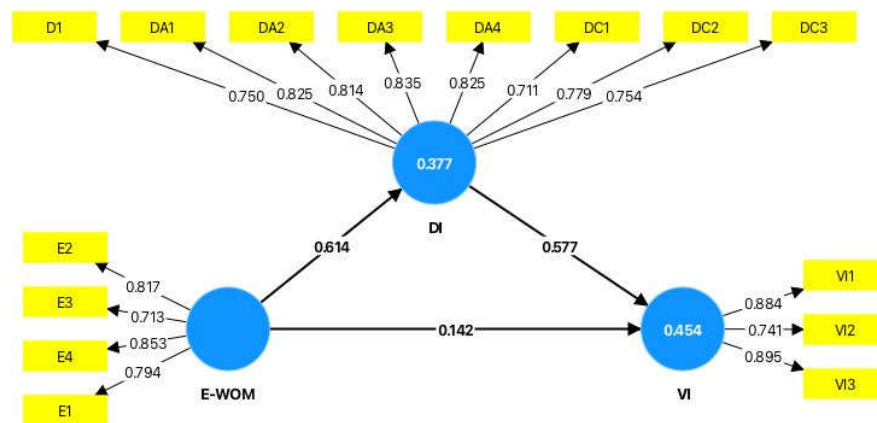 D1 DA1 DA2 DA3 DA4 DC1 DC2 DC3
0.750 0.825 0.814 0.835 0.825 0.711 0.779 0.754
0.377
DI
0.614 0.577
E2
E3
E4
E1
0.817
0.713
0.853
0.794
E-WOM
0.142
0.454
VI
0.884
0.741
0.895
VI1
VI2
VI3